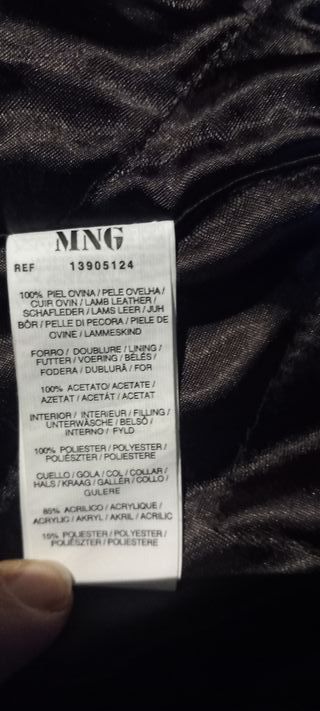 MNG
REF 13905124
100% PIEL OVINA / PELE OVELHA /
CUIR OVIN / LAMB LEATHER /
SCHAFLEDER / LAMS LEER / JUH
BŐR / PELLE DI PECORA / PIELE DE
OVINE / LAMMESKIND
FORRO / DOUBLURE / LINING /
FUTTER / VOERING / BÉLÉS /
FODERA / DUBLURĂ / FOR
100% ACETATO / ACETATE /
AZETAT / ACETÁT / ACETAT
INTERIOR / INTERIEUR / FILLING /
UNTERWÄSCHE / BELSŐ /
INTERNO / FYLD
100% POLIESTER / POLYESTER /
POLIÉSZTER / POLIESTERE
CUELLO / GOLA / COL / COLLAR /
HALS / KRAAG / GALLÉR / COLLO /
GULERE
85% ACRILICO / ACRYLIQUE /
ACRYLIC / AKRYL / AKRIL / ACRILIC
15% POLIESTER / POLYESTER /
POLIÉSZTER / POLIESTERE